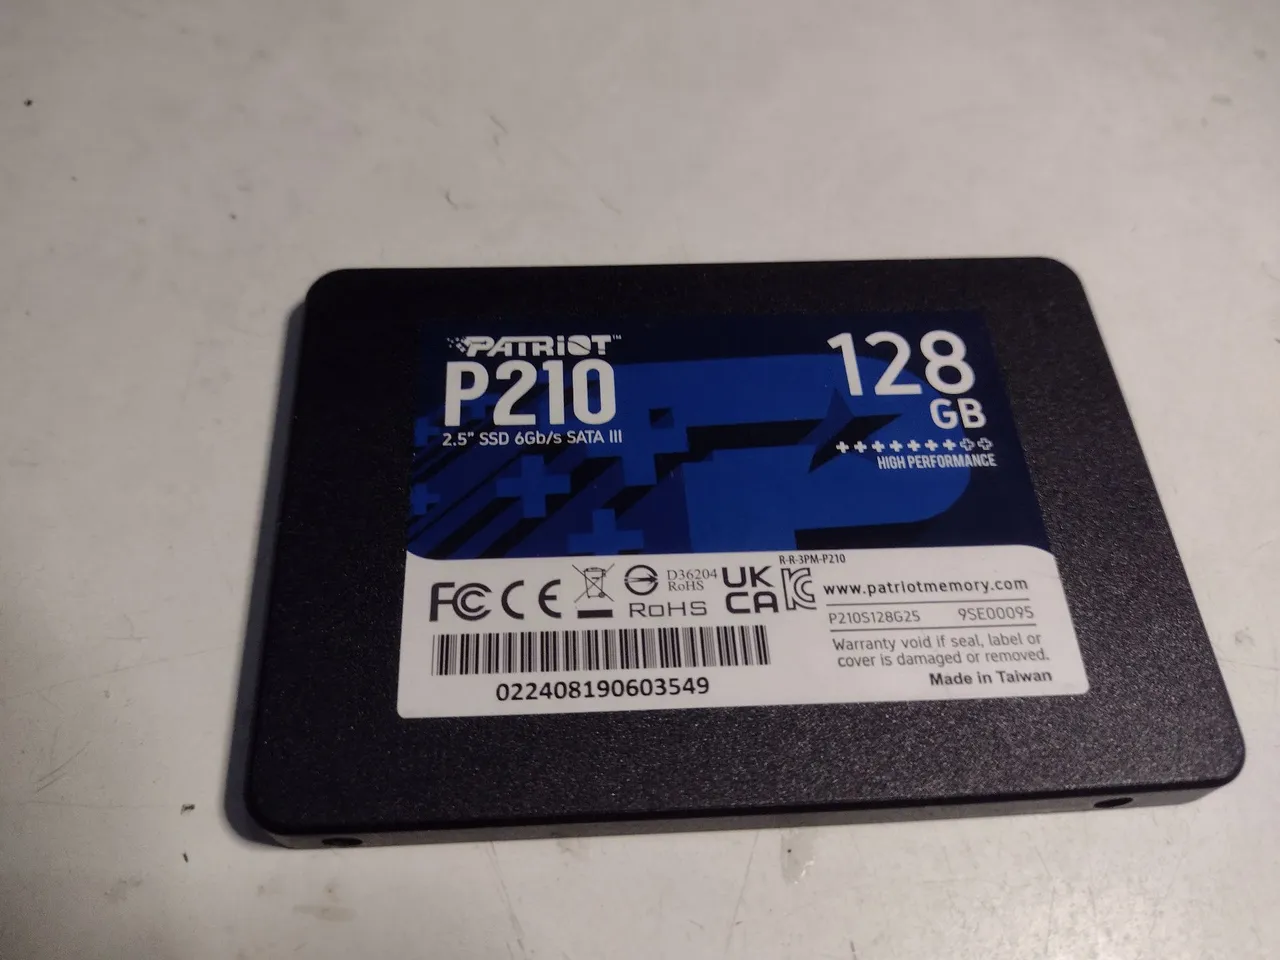 PATRIOT™
P210
2.5" SSD 6Gb/s SATA III
128
GB
HIGH PERFORMANCE
R-R-3PM-P210
FC CE
D36204
RoHS
RoHS
UK
CA
www.patriotmemory.com
P210S128G25 9SE00095
Warranty void if seal, label or
cover is damaged or removed.
Made in Taiwan
022408190603549